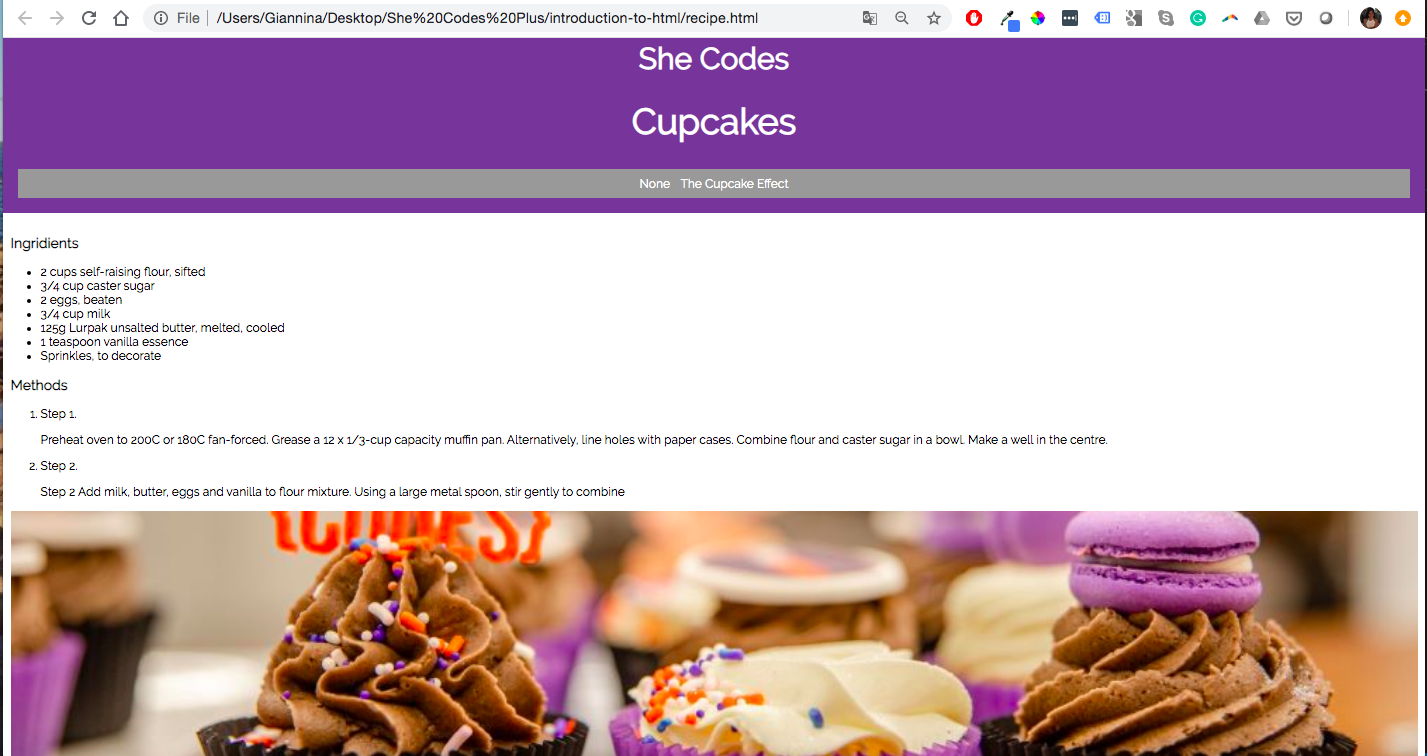 File
/Users/Giannina/Desktop/She%20Codes%20Plus/introduction-to-html/recipe.html
She Codes
Cupcakes
None The Cupcake Effect
Ingridients
2 cups self-raising flour, sifted
3/4 cup caster sugar
2 eggs, beaten
3/4 cup milk
125g Lurpak unsalted butter, melted, cooled
1 teaspoon vanilla essence
Sprinkles, to decorate
Methods
1. Step 1.
Preheat oven to 200C or 180C fan-forced. Grease a 12 x 1/3-cup capacity muffin pan. Alternatively, line holes with paper cases. Combine flour and caster sugar in a bowl. Make a well in the centre.
2. Step 2.
Step 2 Add milk, butter, eggs and vanilla to flour mixture. Using a large metal spoon, stir gently to combine
{CODES}